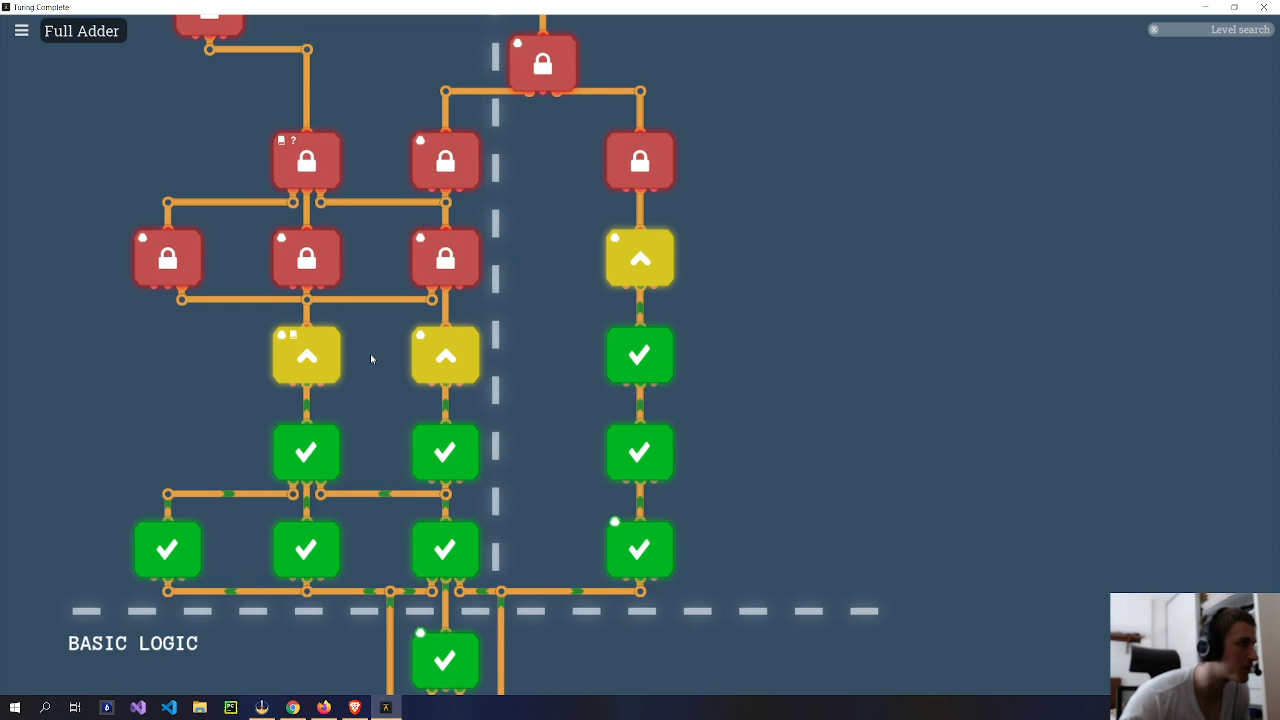 Turing Complete
Full Adder
Level search
?
BASIC LOGIC